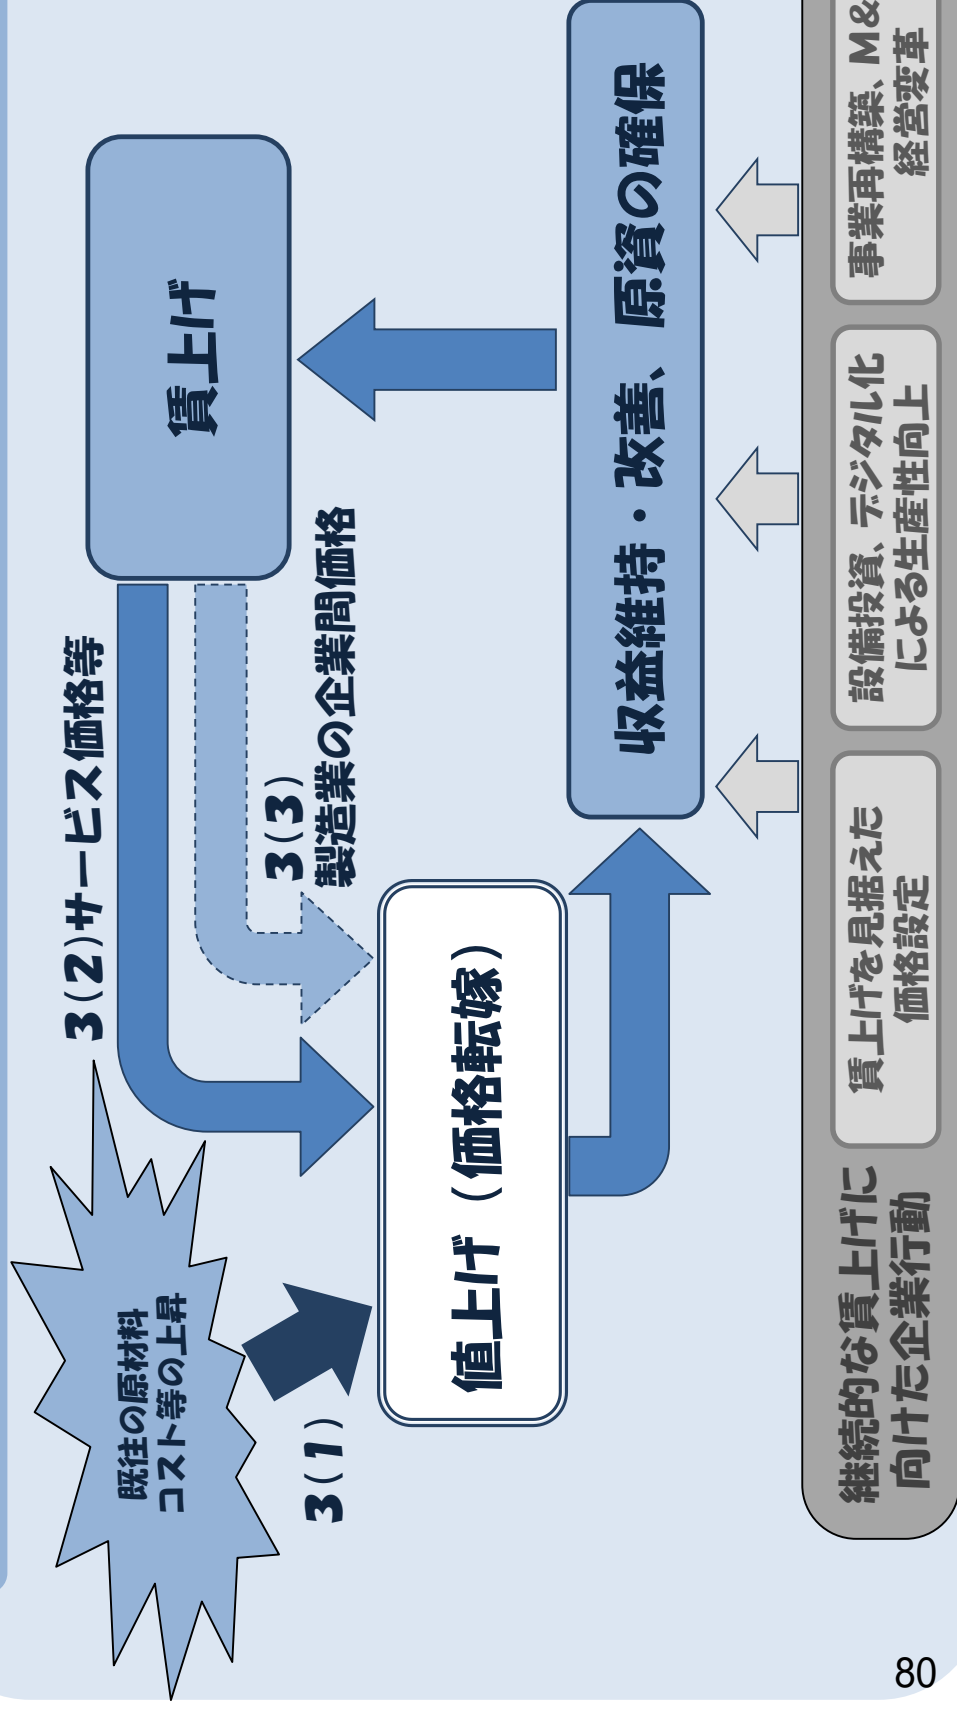 既往の原材料
コスト等の上昇
3(1)
3(2)サービス価格等
3(3)
製造業の企業間価格
賃上げ
値上げ（価格転嫁）
収益維持・改善、原資の確保
継続的な賃上げに
向けた企業行動
賃上げを見据えた
価格設定
設備投資、デジタル化
による生産性向上
事業再構築、M&
経営変革
80